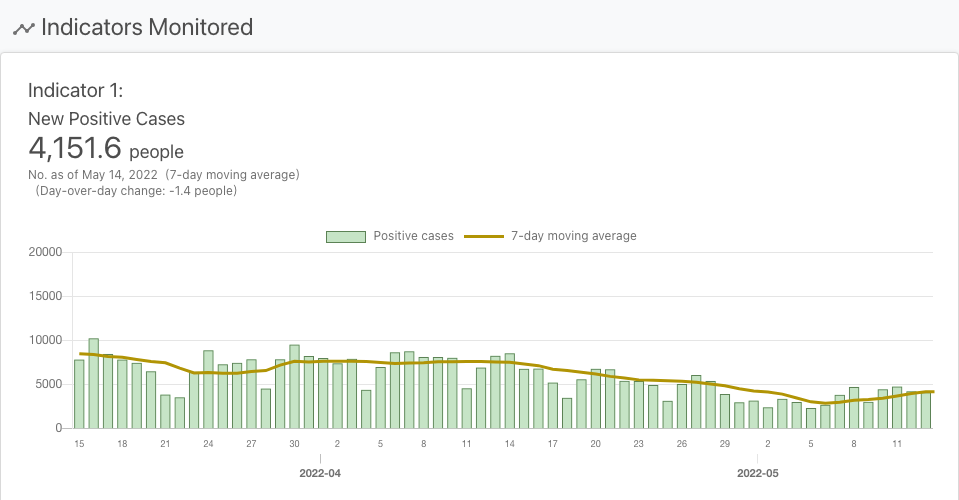 Indicators Monitored
Indicator 1:
New Positive Cases
4,151.6 people
No. as of May 14, 2022 (7-day moving average)
(Day-over-day change: -1.4 people)
Positive cases 7-day moving average
20000
15000
10000
5000
0
15 18 21 24 27 30 2 5 8 11 14 17 20 23 26 29 2 5 8 11
2022-04 2022-05